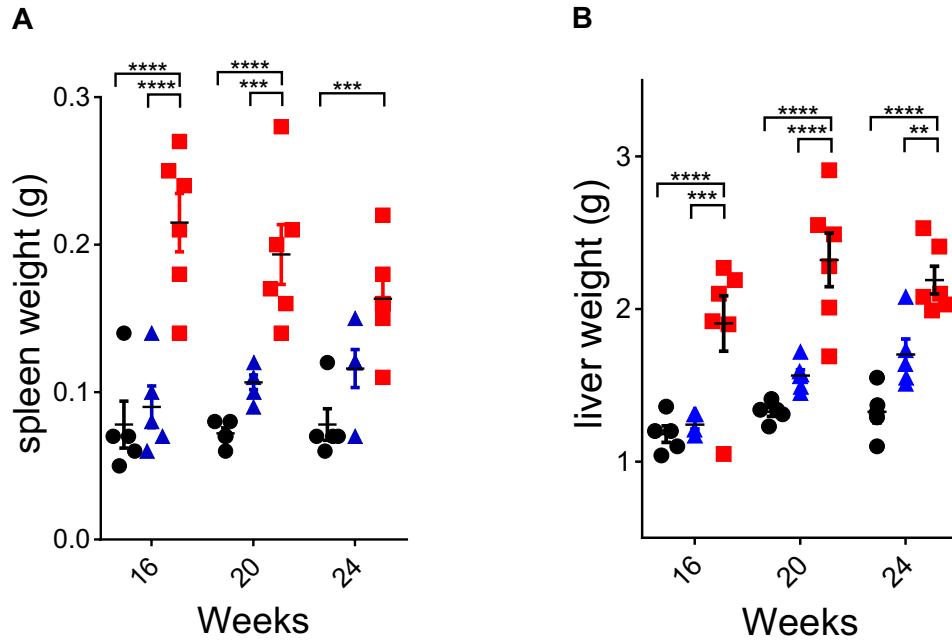 A
B
**** **** ***
**** ***
0.3
0.2
0.1
0.0
spleen weight (g)
16 20 24
Weeks
**** ****
**** **
****
***
3
2
1
liver weight (g)
16 20 24
Weeks